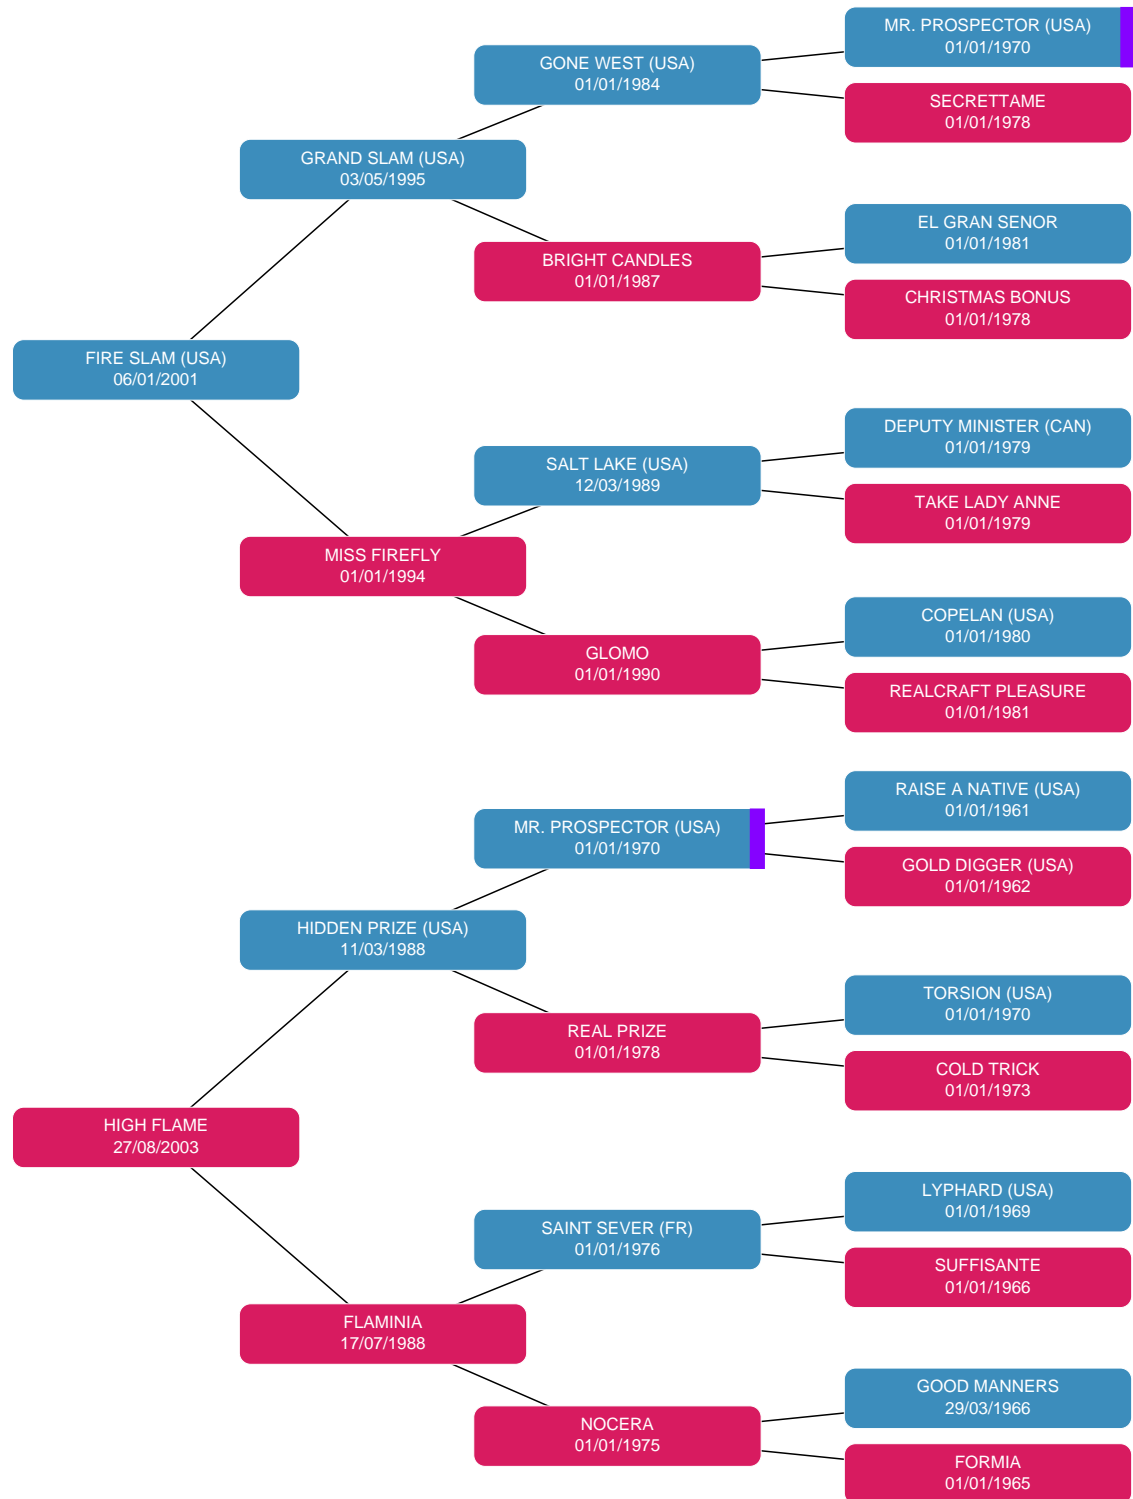 MR. PROSPECTOR (USA)
01/01/1970
GONE WEST (USA)
01/01/1984
SECRETTAME
01/01/1978
GRAND SLAM (USA)
03/05/1995
EL GRAN SENOR
01/01/1981
BRIGHT CANDLES
01/01/1987
CHRISTMAS BONUS
01/01/1978
FIRE SLAM (USA)
06/01/2001
DEPUTY MINISTER (CAN)
01/01/1979
SALT LAKE (USA)
12/03/1989
TAKE LADY ANNE
01/01/1979
MISS FIREFLY
01/01/1994
COPELAN (USA)
01/01/1980
GLOMO
01/01/1990
REALCRAFT PLEASURE
01/01/1981
RAISE A NATIVE (USA)
01/01/1961
MR. PROSPECTOR (USA)
01/01/1970
GOLD DIGGER (USA)
01/01/1962
HIDDEN PRIZE (USA)
11/03/1988
TORSION (USA)
01/01/1970
REAL PRIZE
01/01/1978
COLD TRICK
01/01/1973
HIGH FLAME
27/08/2003
LYPHARD (USA)
01/01/1969
SAINT SEVER (FR)
01/01/1976
SUFFISANTE
01/01/1966
FLAMINIA
17/07/1988
GOOD MANNERS
29/03/1966
NOCERA
01/01/1975
FORMIA
01/01/1965